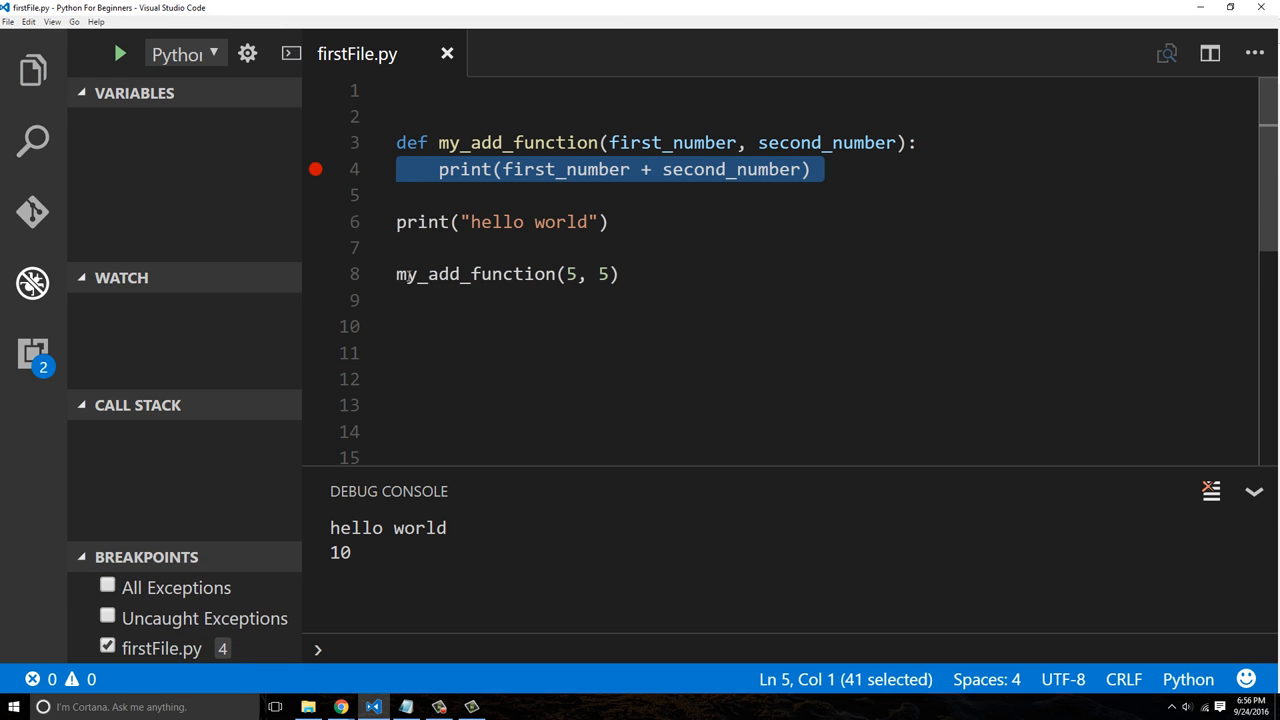 firstFile.py - Python For Beginners - Visual Studio Code
File Edit View Go Help
Python
firstFile.py
VARIABLES
WATCH
CALL STACK
BREAKPOINTS
All Exceptions
Uncaught Exceptions
firstFile.py 4
2
1
2
3 def my_add_function(first_number, second_number):
4 print(first_number + second_number)
5
6 print("hello world")
7
8 my_add_function(5, 5)
9
10
11
12
13
14
15
DEBUG CONSOLE
hello world
10
0 0
Ln 5, Col 1 (41 selected) Spaces: 4 UTF-8 CRLF Python
I'm Cortana. Ask me anything.
6:56 PM
9/24/2016